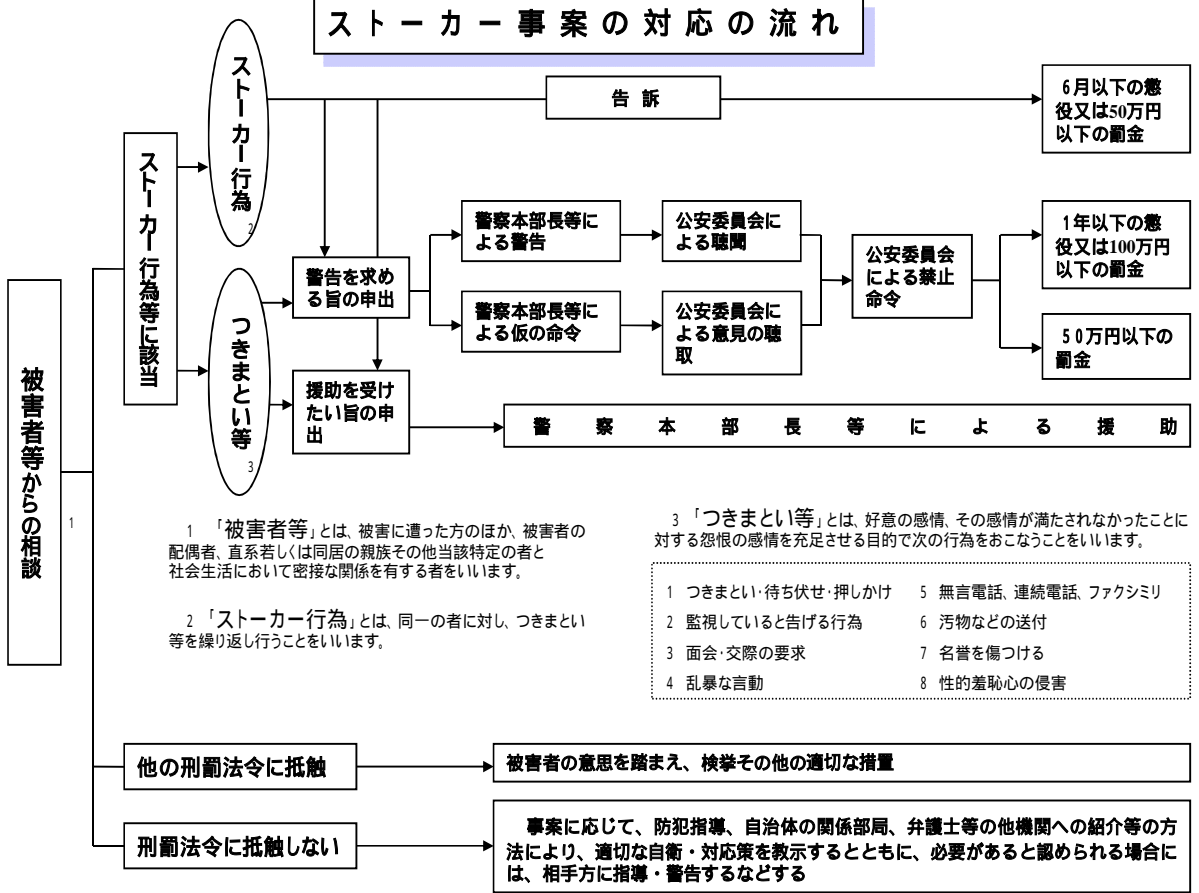 ストーカー事案の対応の流れ
被害者等からの相談
1
ストーカー行為等に該当
ストーカー行為
2
つきまとい等
3
告訴
6月以下の懲
役又は50万円
以下の罰金
警告を求め
る旨の申出
援助を受け
たい旨の申
出
警察本部長等に
よる警告
公安委員会に
よる聴聞
警察本部長等に
よる仮の命令
公安委員会に
よる意見の聴
取
公安委員会
による禁止
命令
1年以下の懲
役又は100万円
以下の罰金
50万円以下の
罰金
警察本部長等による援助
1 「被害者等」とは、被害に遭った方のほか、被害者の
配偶者、直系若しくは同居の親族その他当該特定の者と
社会生活において密接な関係を有する者をいいます。
2 「ストーカー行為」とは、同一の者に対し、つきまとい
等を繰り返し行うことをいいます。
3 「つきまとい等」とは、好意の感情、その感情が満たされなかったことに
対する怨恨の感情を充足させる目的で次の行為をおこなうことをいいます。
1 つきまとい・待ち伏せ・押しかけ
2 監視していると告げる行為
3 面会・交際の要求
4 乱暴な言動
5 無言電話、連続電話、ファクシミリ
6 汚物などの送付
7 名誉を傷つける
8 性的羞恥心の侵害
他の刑罰法令に抵触
被害者の意思を踏まえ、検挙その他の適切な措置
刑罰法令に抵触しない
事案に応じて、防犯指導、自治体の関係部局、弁護士等の他機関への紹介等の方
法により、適切な自衛・対応策を教示するとともに、必要があると認められる場合に
は、相手方に指導・警告するなどする